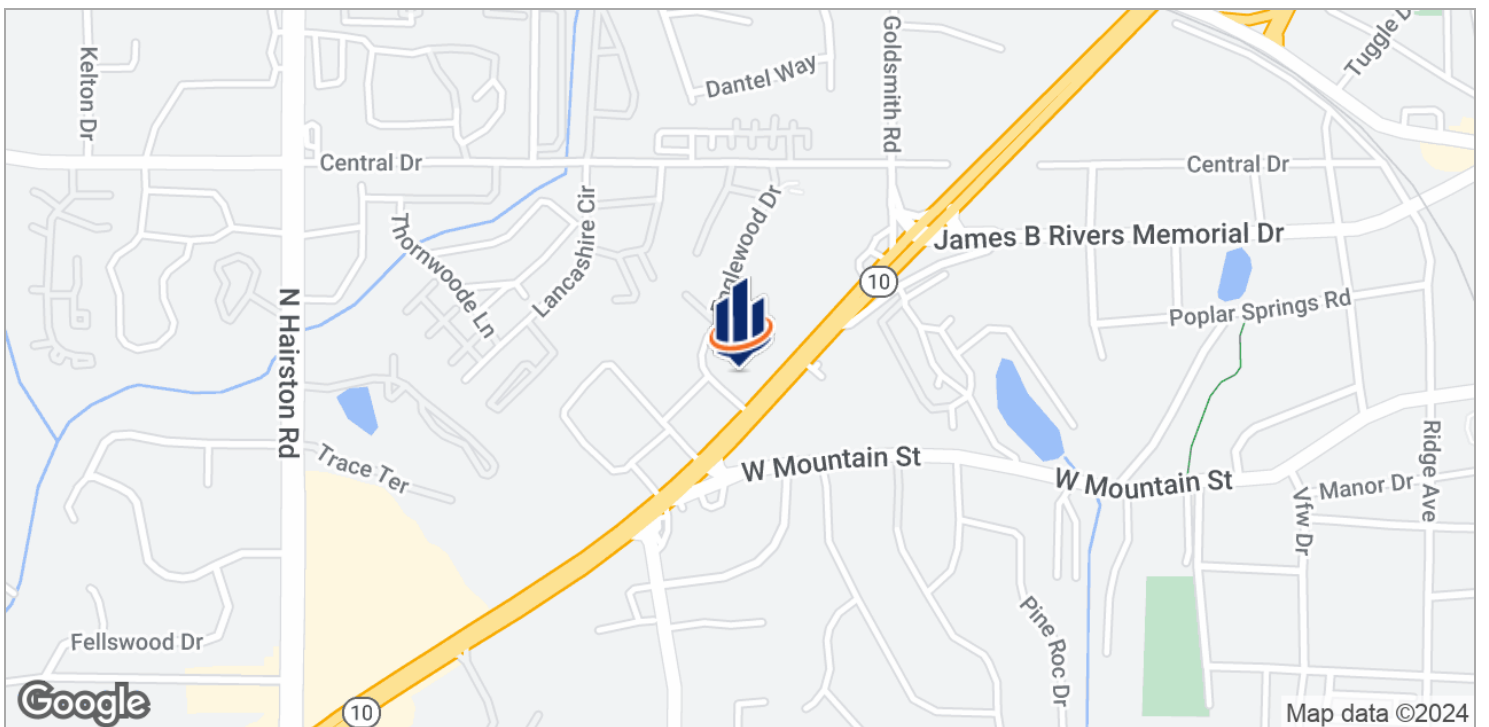 Kelton Dr
Dantel Way
Goldsmith Rd
Tuggle D
Central Dr
Central Dr
Thornwoode Ln
Lancashire Cir
nglewood Dr
James B Rivers Memorial Dr
10
N Hairston Rd
Poplar Springs Rd
Trace Ter
W Mountain St
W Mountain St
Manor Dr
Ridge Ave
Vfw Dr
Pine Roc Dr
Fellswood Dr
Google
10
Map data ©2024